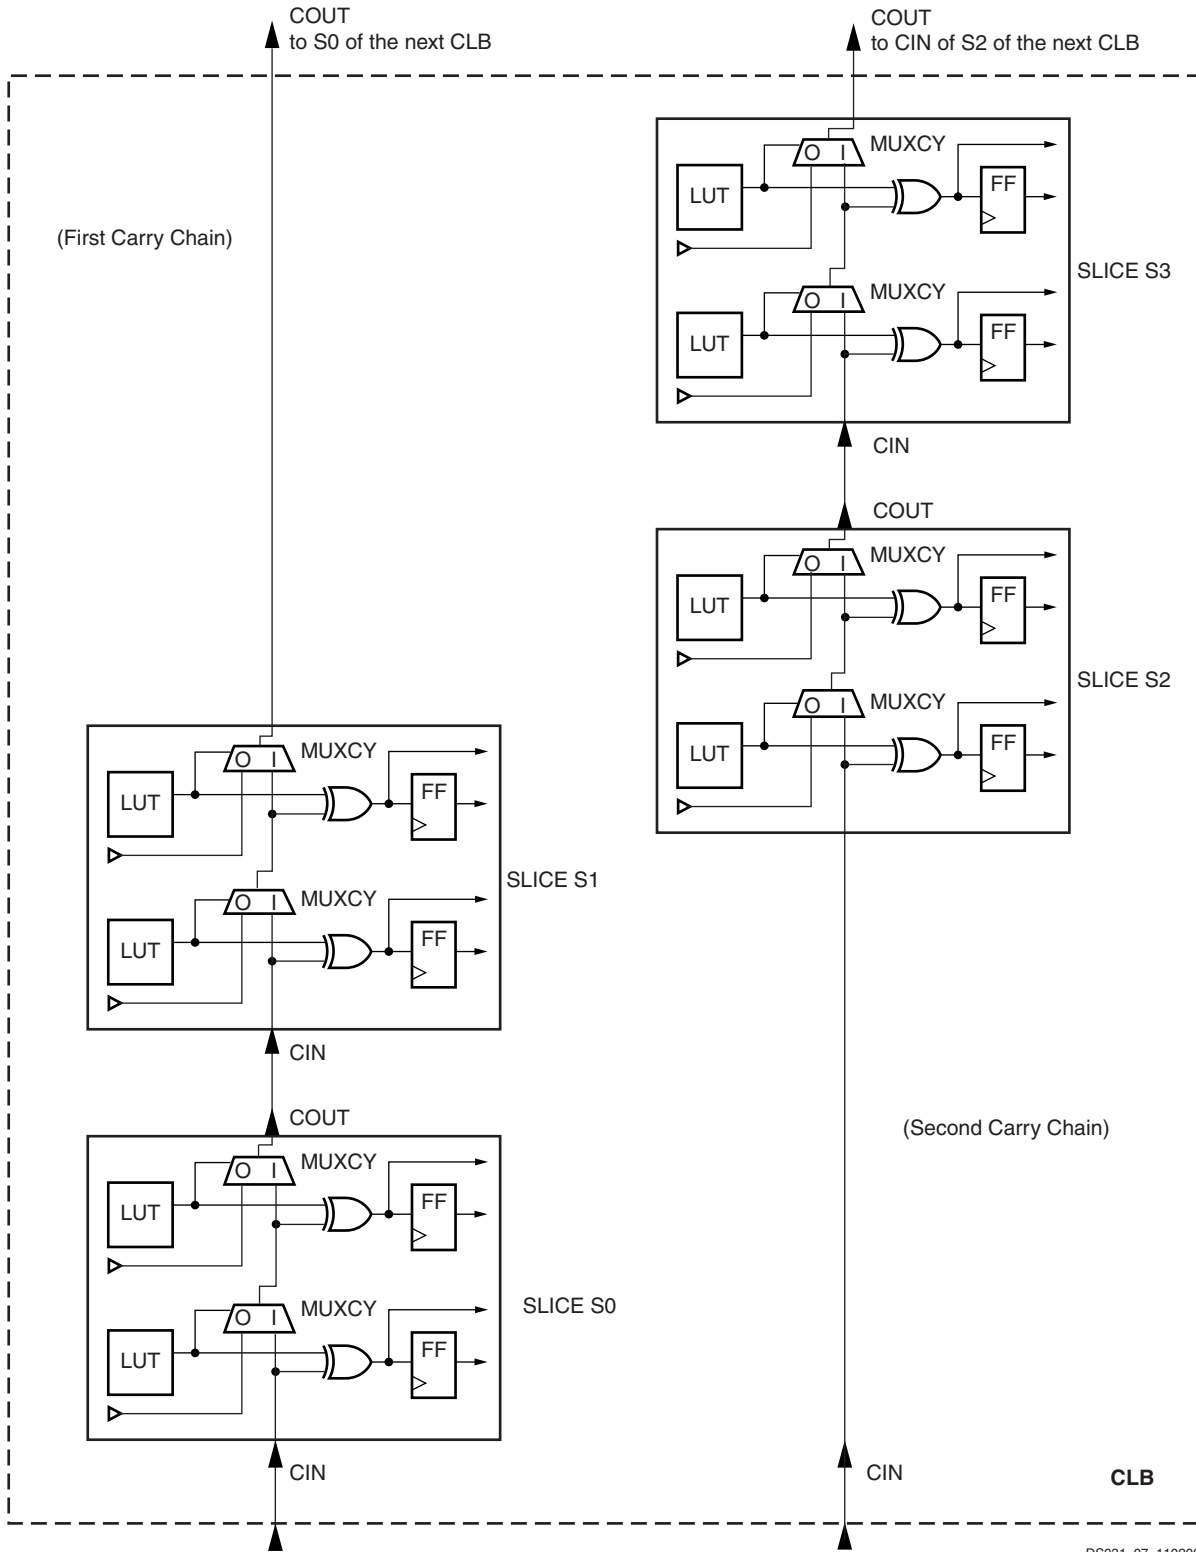 COUT
to S0 of the next CLB
COUT
to CIN of S2 of the next CLB
O I MUXCY
LUT
FF
(First Carry Chain)
SLICE S3
O I MUXCY
LUT
FF
CIN
COUT
O I MUXCY
LUT
FF
SLICE S2
O I MUXCY
LUT
FF
O I MUXCY
LUT
FF
SLICE S1
O I MUXCY
LUT
FF
CIN
COUT
(Second Carry Chain)
O I MUXCY
LUT
FF
SLICE S0
O I MUXCY
LUT
FF
CIN
CIN
CLB